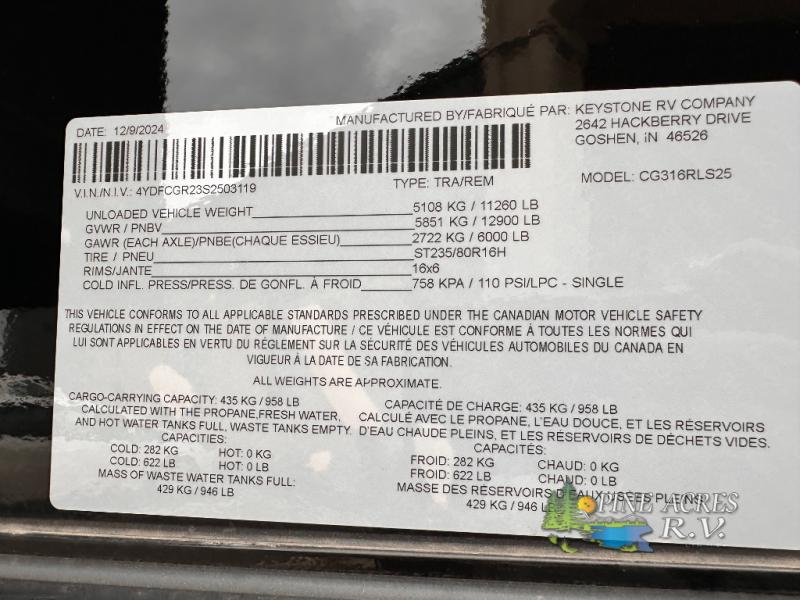 DATE: 12/9/2024
MANUFACTURED BY/FABRIQUÉ PAR: KEYSTONE RV COMPANY
2642 HACKBERRY DRIVE
GOSHEN, IN 46526
V.I.N./N.I.V.: 4YDFCGR23S2503119
TYPE: TRA/REM
MODEL: CG316RLS25
UNLOADED VEHICLE WEIGHT 5108 KG / 11260 LB
GVWR / PNBV 5851 KG / 12900 LB
GAWR (EACH AXLE)/PNBE(CHAQUE ESSIEU) 2722 KG / 6000 LB
TIRE / PNEU ST235/80R16H
RIMS/JANTE 16x6
COLD INFL. PRESS/PRESS. DE GONFL. À FROID 758 KPA / 110 PSI/LPC - SINGLE
THIS VEHICLE CONFORMS TO ALL APPLICABLE STANDARDS PRESCRIBED UNDER THE CANADIAN MOTOR VEHICLE SAFETY
REGULATIONS IN EFFECT ON THE DATE OF MANUFACTURE / CE VÉHICULE EST CONFORME À TOUTES LES NORMES QUI
LUI SONT APPLICABLES EN VERTU DU RÉGLEMENT SUR LA SÉCURITÉ DES VÉHICULES AUTOMOBILES DU CANADA EN
VIGUEUR À LA DATE DE SA FABRICATION.
ALL WEIGHTS ARE APPROXIMATE.
CARGO-CARRYING CAPACITY: 435 KG / 958 LB
CALCULATED WITH THE PROPANE,FRESH WATER,
AND HOT WATER TANKS FULL, WASTE TANKS EMPTY.
CAPACITIES:
COLD: 282 KG HOT: 0 KG
COLD: 622 LB HOT: 0 LB
MASS OF WASTE WATER TANKS FULL:
429 KG / 946 LB
CAPACITÉ DE CHARGE: 435 KG / 958 LB
CALCULÉ AVEC LE PROPANE, L'EAU DOUCE, ET LES RÉSERVOIRS
D'EAU CHAUDE PLEINS, ET LES RÉSERVOIRS DE DÉCHETS VIDES.
CAPACITÉS:
FROID: 282 KG CHAUD: 0 KG
FROID: 622 LB CHAUD: 0 LB
MASSE DES RÉSERVOIRS D'EAUX USÉES PLEINS
429 KG / 946 LB
PINE ACRES
R.V.